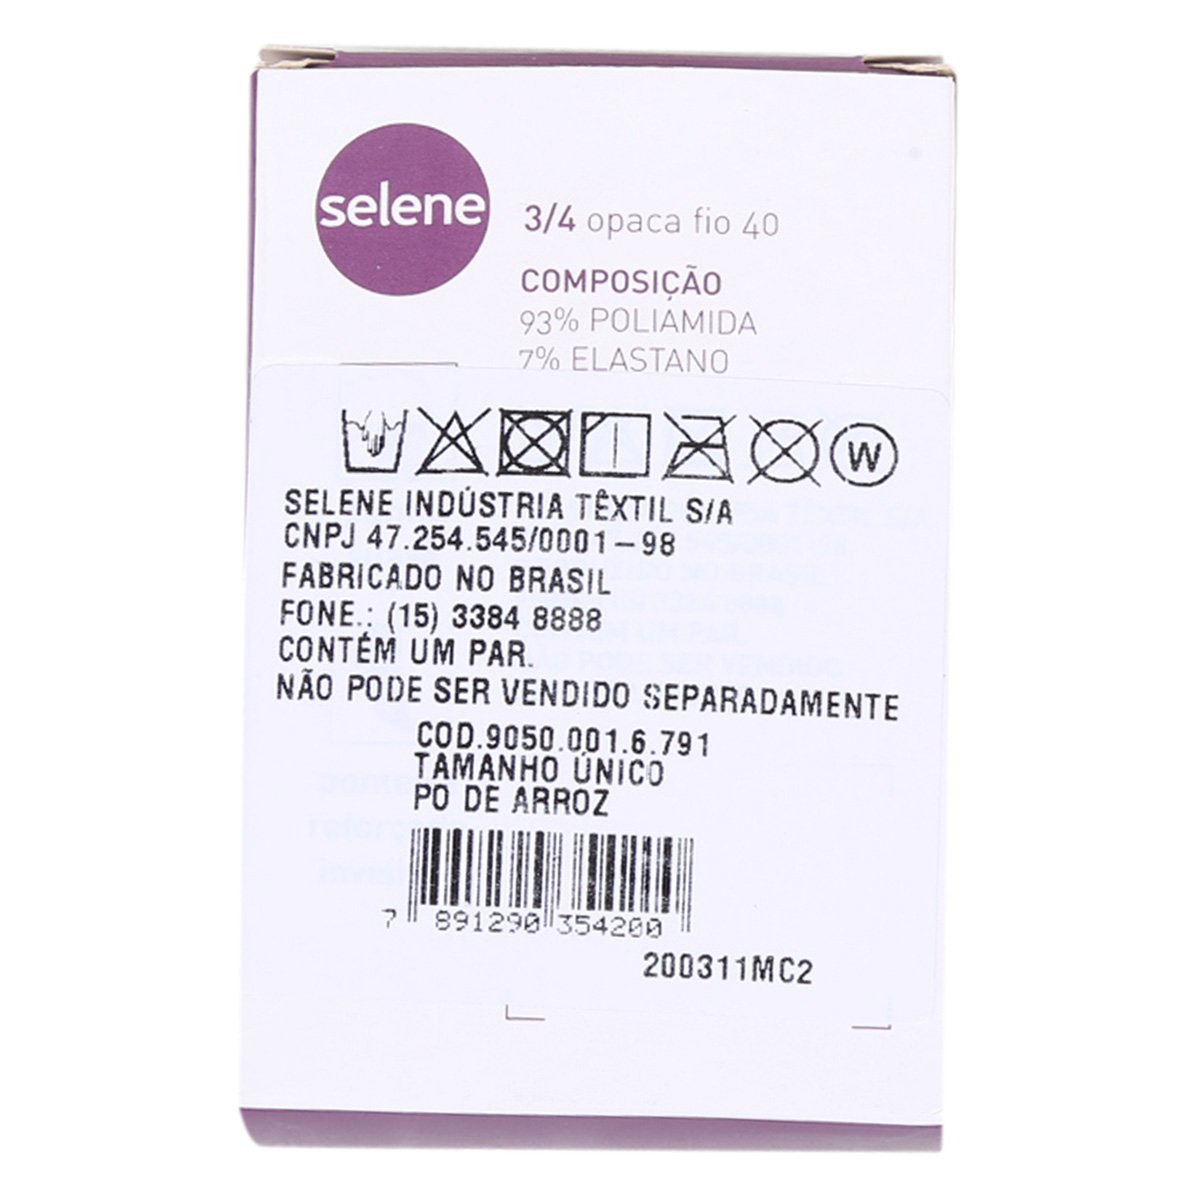 selene
3/4 opaca fio 40
COMPOSIÇÃO
93% POLIAMIDA
7% ELASTANO
W
SELENE INDÚSTRIA TÊXTIL S/A
CNPJ 47.254.545/0001-98
FABRICADO NO BRASIL
FONE.: (15) 3384 8888
CONTÉM UM PAR.
NÃO PODE SER VENDIDO SEPARADAMENTE
COD.9050.001.6.791
TAMANHO ÚNICO
PO DE ARROZ
7 891290 354200
200311MC2